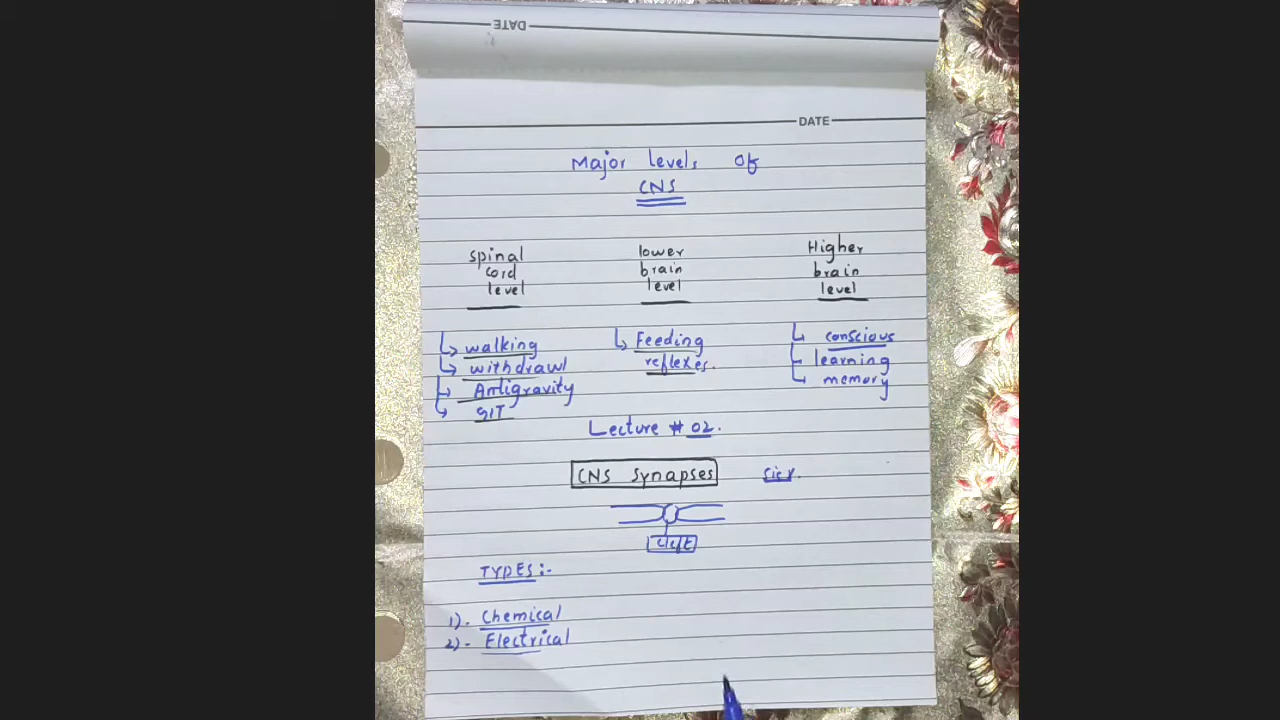 DATE
DATE
Major levels of
CNS
spinal
cord
level
lower
brain
level
Higher
brain
level
walking
withdrawl
Antigravity
GIT
Feeding
reflexes.
conscious
learning
memory
Lecture # 02.
CNS Synapses
cleft
TYPES:-
1). Chemical
2). Electrical